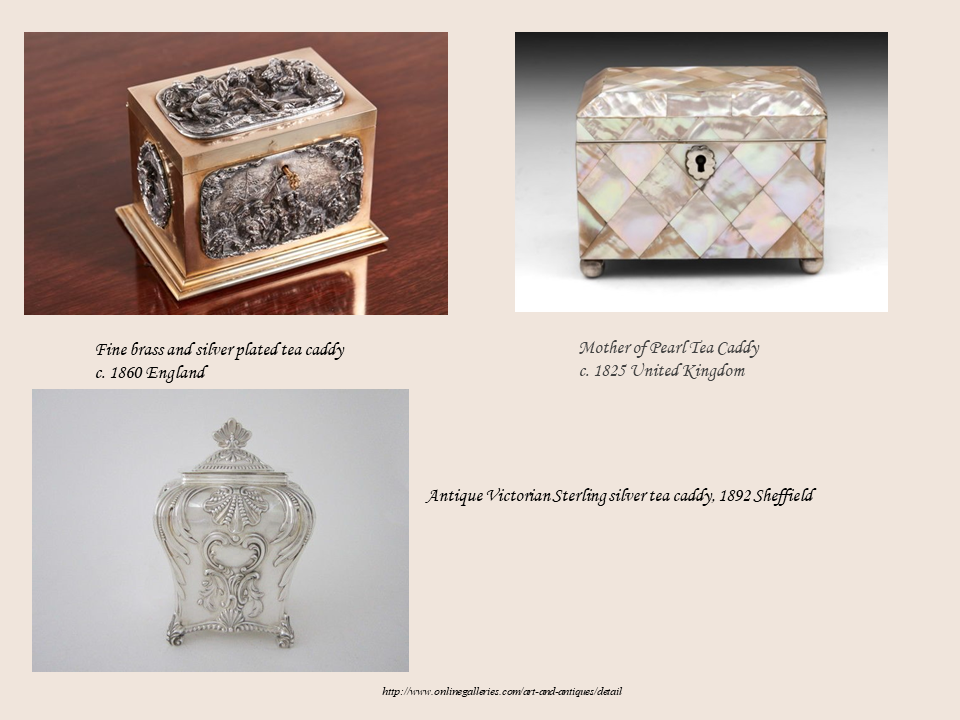 Fine brass and silver plated tea caddy
c. 1860 England
Mother of Pearl Tea Caddy
c. 1825 United Kingdom
Antique Victorian Sterling silver tea caddy, 1892 Sheffield
http://www.onlinegalleries.com/art-and-antiques/detail